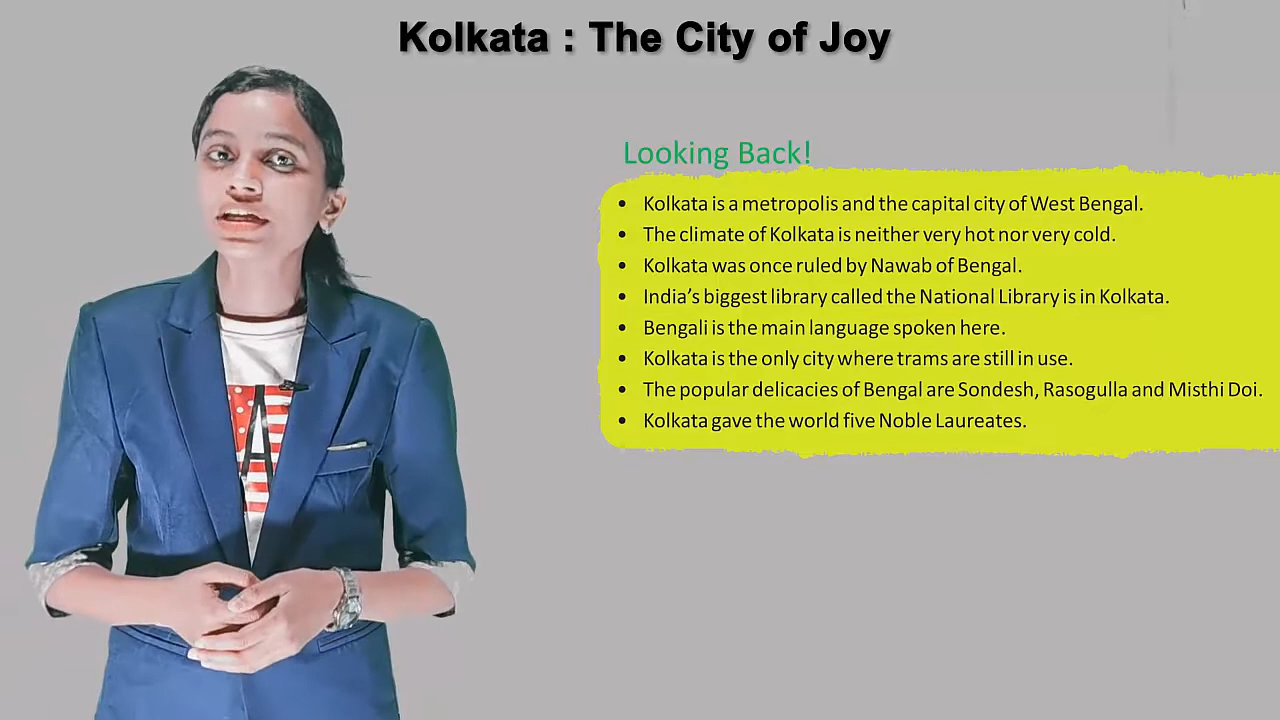 Kolkata : The City of Joy
Looking Back!
• Kolkata is a metropolis and the capital city of West Bengal.
• The climate of Kolkata is neither very hot nor very cold.
• Kolkata was once ruled by Nawab of Bengal.
• India’s biggest library called the National Library is in Kolkata.
• Bengali is the main language spoken here.
• Kolkata is the only city where trams are still in use.
• The popular delicacies of Bengal are Sondesh, Rasogulla and Misthi Doi.
• Kolkata gave the world five Noble Laureates.
A